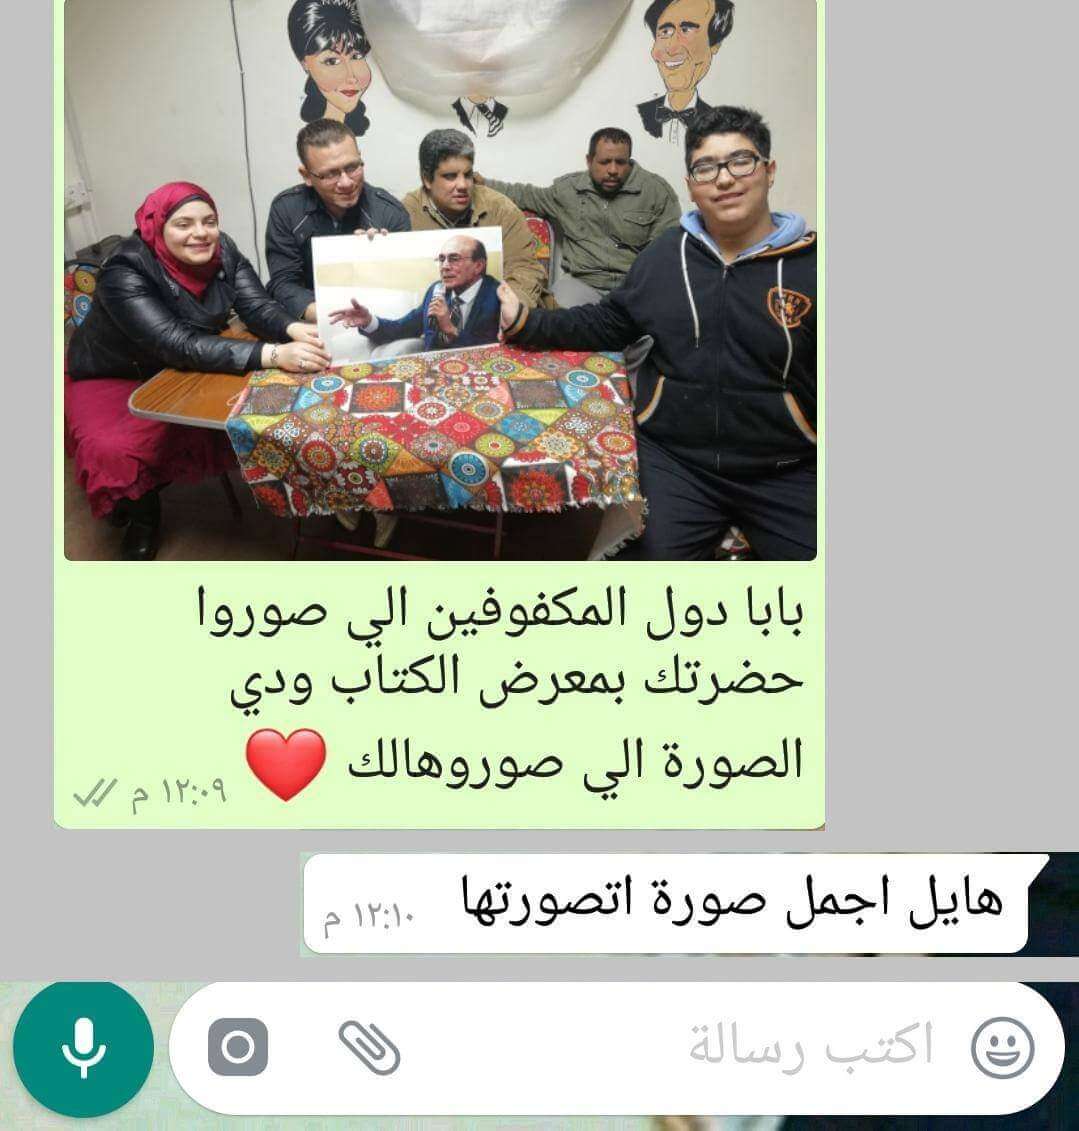 بابا دول المكفوفين الي صوروا
حضرتك بمعرض الكتاب ودي
الصورة الي صوروهالك ❤️
١٢:٠٩ م
هايل اجمل صورة اتصورتها
١٢:١٠ م
اكتب رسالة